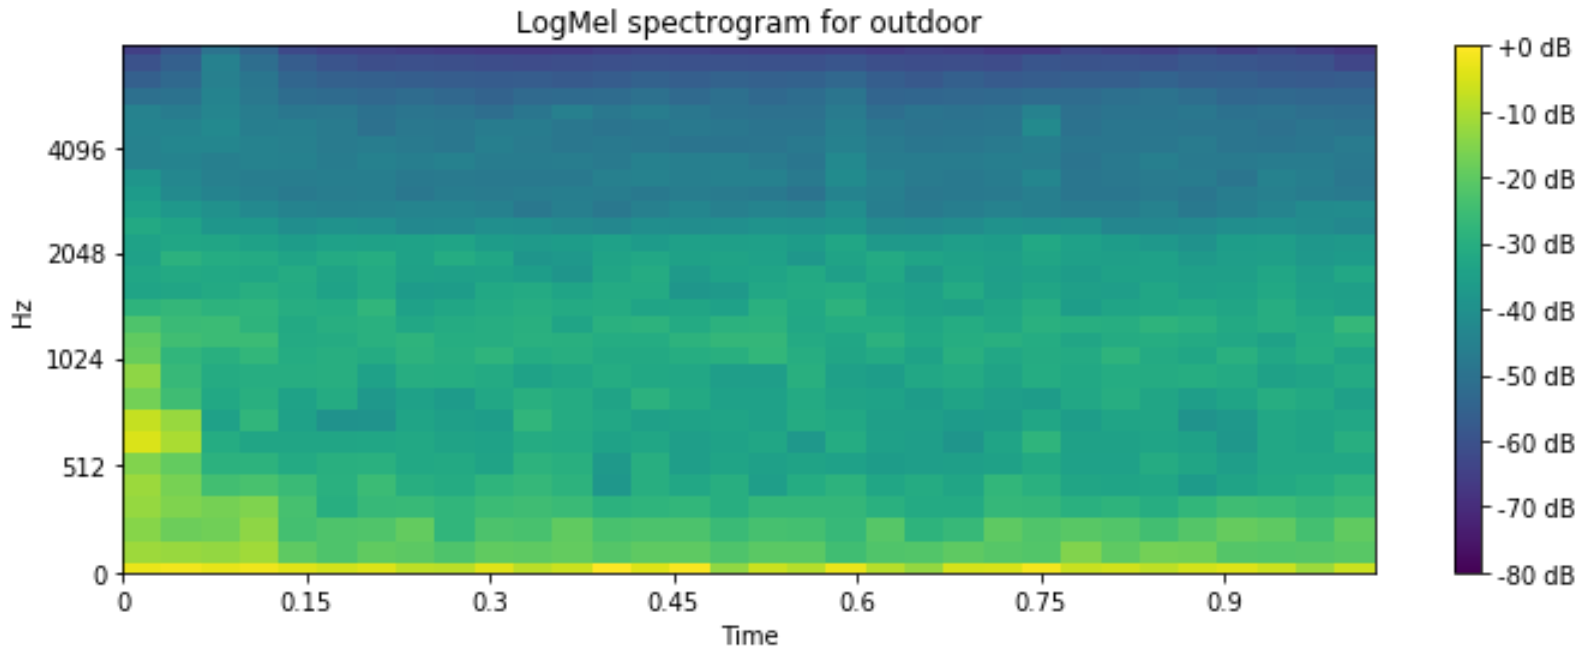 LogMel spectrogram for outdoor
+0 dB
-10 dB
-20 dB
-30 dB
-40 dB
-50 dB
-60 dB
-70 dB
-80 dB
4096
2048
1024
512
0
Hz
0
0.15
0.3
0.45
0.6
0.75
0.9
Time